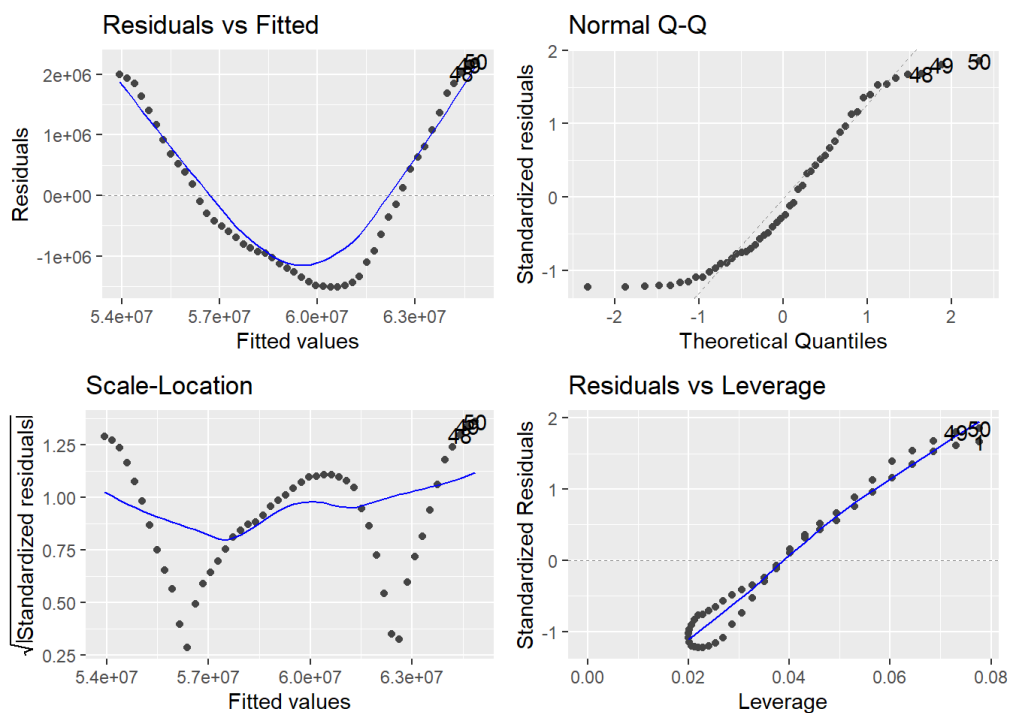 Residuals vs Fitted
Residuals
2e+06
1e+06
0e+00
-1e+06
5.4e+07 5.7e+07 6.0e+07 6.3e+07
Fitted values
48 49 50
Normal Q-Q
Standardized residuals
2
1
0
-1
-2 -1 0 1 2
Theoretical Quantiles
48 49 50
Scale-Location
√|Standardized residuals|
1.25
1.00
0.75
0.50
0.25
5.4e+07 5.7e+07 6.0e+07 6.3e+07
Fitted values
48 49 50
Residuals vs Leverage
Standardized Residuals
2
1
0
-1
0.00 0.02 0.04 0.06 0.08
Leverage
49 50 1